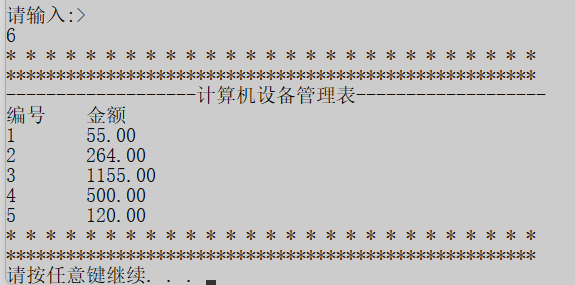 请输入:>
6
* * * * * * * * * * * * * * * * * * * * * * * * * * *
*****************************************************
-------------------计算机设备管理表-------------------
编号    金额
1       55.00
2       264.00
3       1155.00
4       500.00
5       120.00
* * * * * * * * * * * * * * * * * * * * * * * * * * *
*****************************************************
请按任意键继续. . .